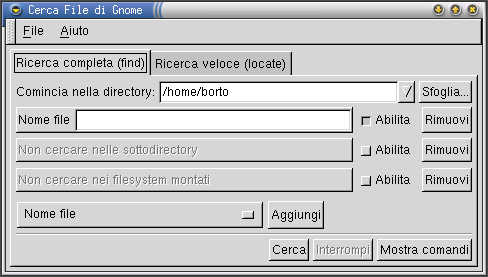 Cerca File di Gnome
File Aiuto
Ricerca completa (find) Ricerca veloce (locate)
Comincia nella directory: /home/borto Sfoglia...
Nome file Abilita Rimuovi
Non cercare nelle sottodirectory Abilita Rimuovi
Non cercare nei filesystem montati Abilita Rimuovi
Nome file Aggiungi
Cerca Interrompi Mostra comandi